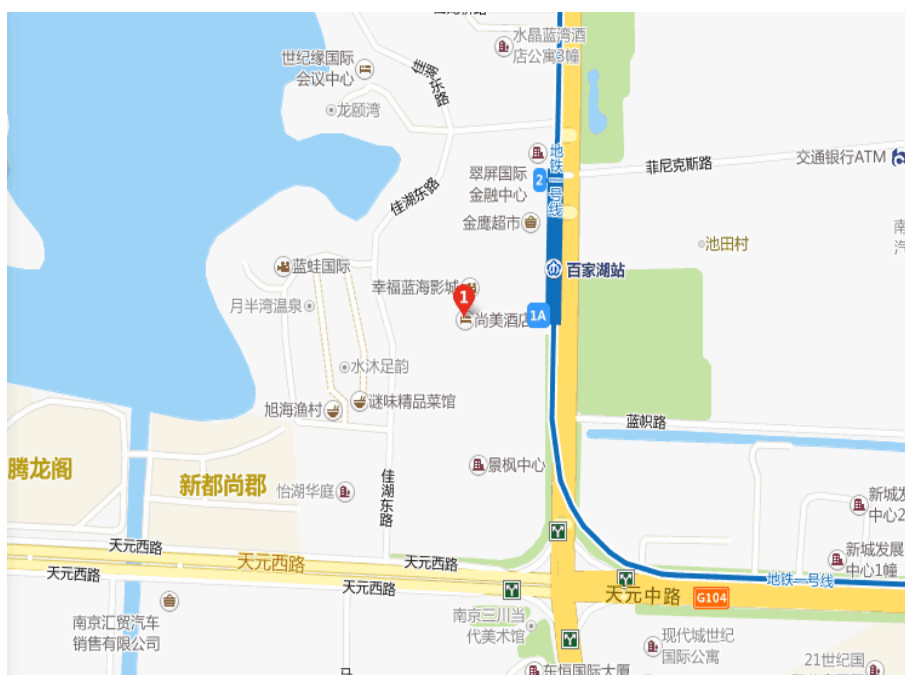 水晶蓝湾酒
店公寓3幢
世纪缘国际
会议中心
佳湖东路
龙颐湾
地铁一号线
翠屏国际
金融中心
2
菲尼克斯路
交通银行ATM
佳湖东路
金鹰超市
池田村
南
汽
蓝蛙国际
百家湖站
幸福蓝海影城
1
月半湾温泉
尚美酒店
1A
水沐足韵
谜味精品菜馆
旭海渔村
蓝帜路
腾龙阁
新都尚郡
景枫中心
怡湖华庭
佳湖东路
新城发
中心2
天元西路
天元西路
天元西路
新城发展
中心1幢
地铁一号线
天元西路
天元西路
天元中路
G104
南京汇贸汽车
销售有限公司
南京三川当
代美术馆
现代城世纪
国际公寓
21世纪国
东恒国际大厦